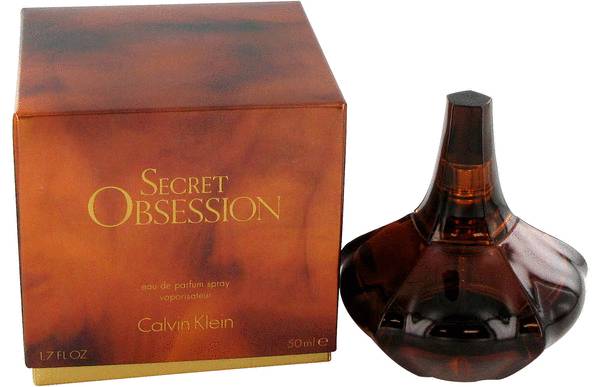 SECRET
OBSESSION
eau de parfum spray
vaporisateur
Calvin Klein
1.7 FL OZ
50 ml e